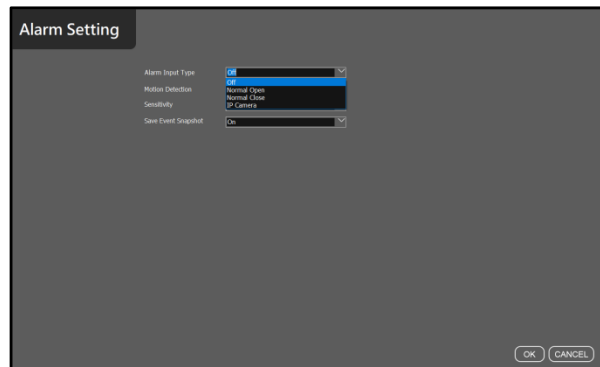 Alarm Setting
Alarm Input Type Off
Off
Motion Detection Normal Open
Normal Close
Sensitivity IP Camera
Save Event Snapshot On
OK CANCEL